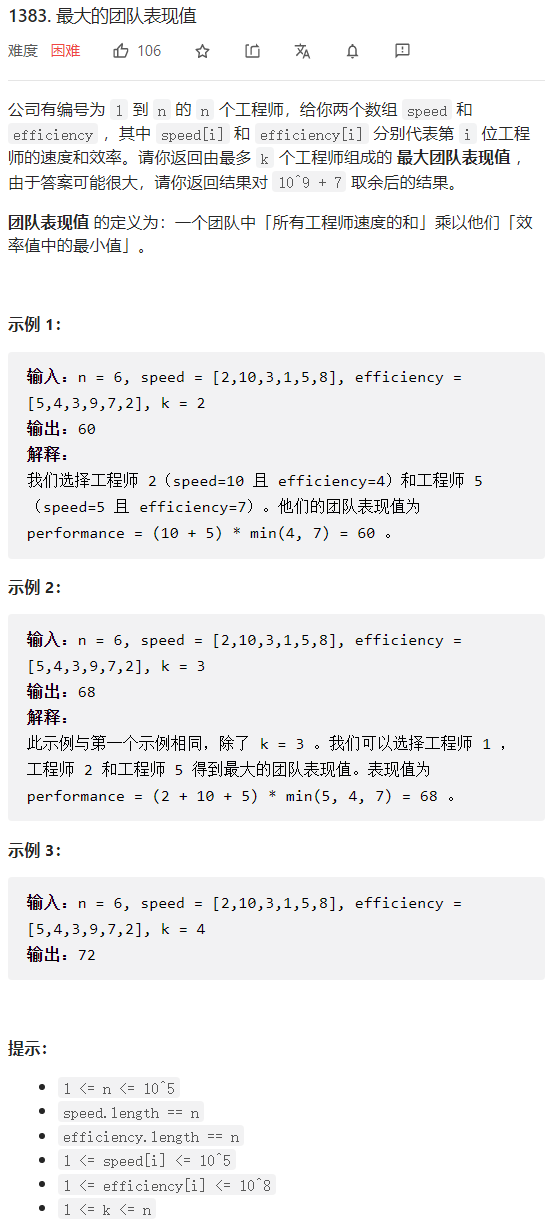 1383. 最大的团队表现值
难度 困难 106
公司有编号为 1 到 n 的 n 个工程师，给你两个数组 speed 和
efficiency ，其中 speed[i] 和 efficiency[i] 分别代表第 i 位工程
师的速度和效率。请你返回由最多 k 个工程师组成的 最大团队表现值 ，
由于答案可能很大，请你返回结果对 10^9 + 7 取余后的结果。
团队表现值 的定义为：一个团队中「所有工程师速度的和」乘以他们「效
率值中的最小值」。
示例 1：
输入：n = 6, speed = [2,10,3,1,5,8], efficiency =
[5,4,3,9,7,2], k = 2
输出：60
解释：
我们选择工程师 2（speed=10 且 efficiency=4）和工程师 5
（speed=5 且 efficiency=7）。他们的团队表现值为
performance = (10 + 5) * min(4, 7) = 60 。
示例 2：
输入：n = 6, speed = [2,10,3,1,5,8], efficiency =
[5,4,3,9,7,2], k = 3
输出：68
解释：
此示例与第一个示例相同，除了 k = 3 。我们可以选择工程师 1 ，
工程师 2 和工程师 5 得到最大的团队表现值。表现值为
performance = (2 + 10 + 5) * min(5, 4, 7) = 68 。
示例 3：
输入：n = 6, speed = [2,10,3,1,5,8], efficiency =
[5,4,3,9,7,2], k = 4
输出：72
提示：
1 <= n <= 10^5
speed.length == n
efficiency.length == n
1 <= speed[i] <= 10^5
1 <= efficiency[i] <= 10^8
1 <= k <= n